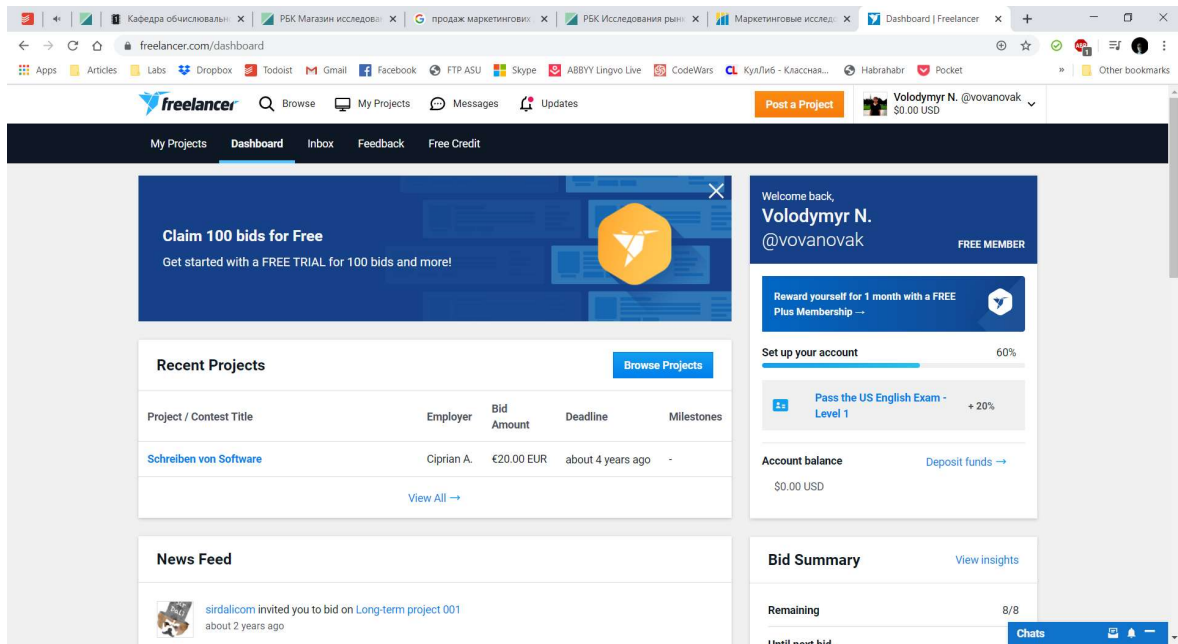 Кафедра обчислюваль
РБК Магазин исследова
продаж маркетингових
РБК Исследования рын
Маркетинговые исслед
Dashboard | Freelancer
freelancer.com/dashboard
Apps Articles Labs Dropbox Todoist Gmail Facebook FTP ASU Skype ABBYY Lingvo Live CodeWars CL КулЛиб - Классная... Habrahabr Pocket » Other bookmarks
freelancer Browse My Projects Messages Updates Post a Project Volodymyr N. @vovanovak
$0.00 USD
My Projects Dashboard Inbox Feedback Free Credit
Claim 100 bids for Free
Get started with a FREE TRIAL for 100 bids and more!
Welcome back,
Volodymyr N.
@vovanovak FREE MEMBER
Reward yourself for 1 month with a FREE
Plus Membership →
Set up your account 60%
Pass the US English Exam -
Level 1
+ 20%
Account balance Deposit funds →
$0.00 USD
Recent Projects Browse Projects
Project / Contest Title Employer Bid
Amount Deadline Milestones
Schreiben von Software Ciprian A. €20.00 EUR about 4 years ago -
View All →
News Feed
sirdalicom invited you to bid on Long-term project 001
about 2 years ago
Bid Summary View insights
Remaining 8/8
Until next bid
Chats